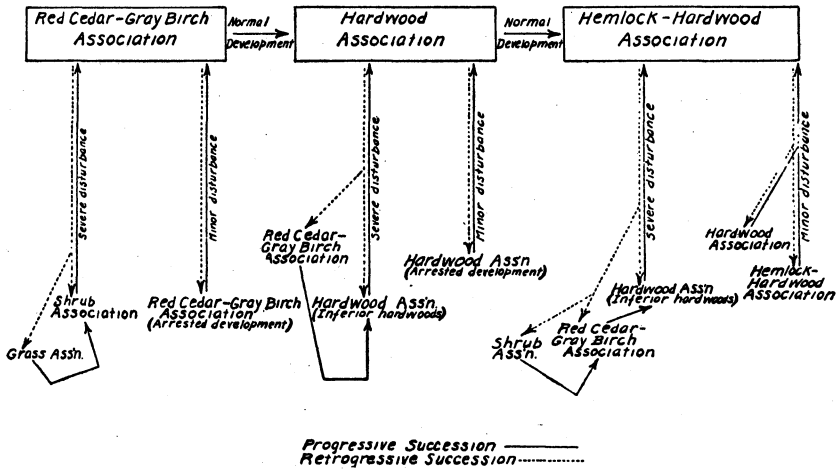 Red Cedar-Gray Birch
Association
Normal
Development
Hardwood
Association
Normal
Development
Hemlock-Hardwood
Association
Severe disturbance
Minor disturbance
Severe disturbance
Minor disturbance
Severe disturbance
Minor disturbance
Shrub
Association
Grass Ass'n.
Red Cedar-Gray Birch
Association
(Arrested development)
Red Cedar-
Gray Birch
Association
Hardwood Ass'n.
(Inferior hardwoods)
Hardwood Ass'n
(Arrested development)
Shrub
Ass'n.
Red Cedar-
Gray Birch
Association
Hardwood Ass'n
(Inferior hardwoods)
Hardwood
Association
Hemlock-
Hardwood
Association
Progressive Succession
Retrogressive Succession